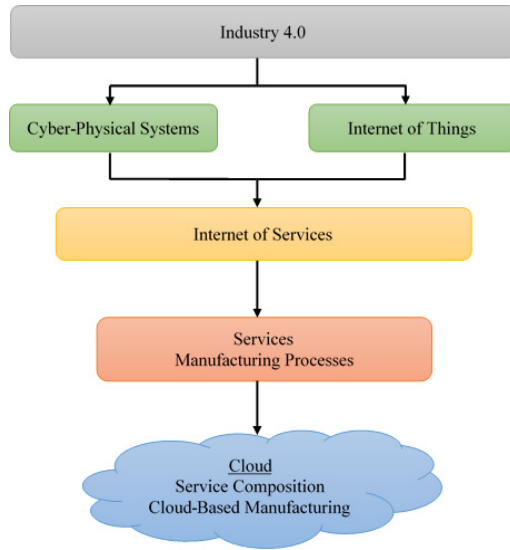 Industry 4.0
Cyber-Physical Systems
Internet of Things
Internet of Services
Services
Manufacturing Processes
Cloud
Service Composition
Cloud-Based Manufacturing